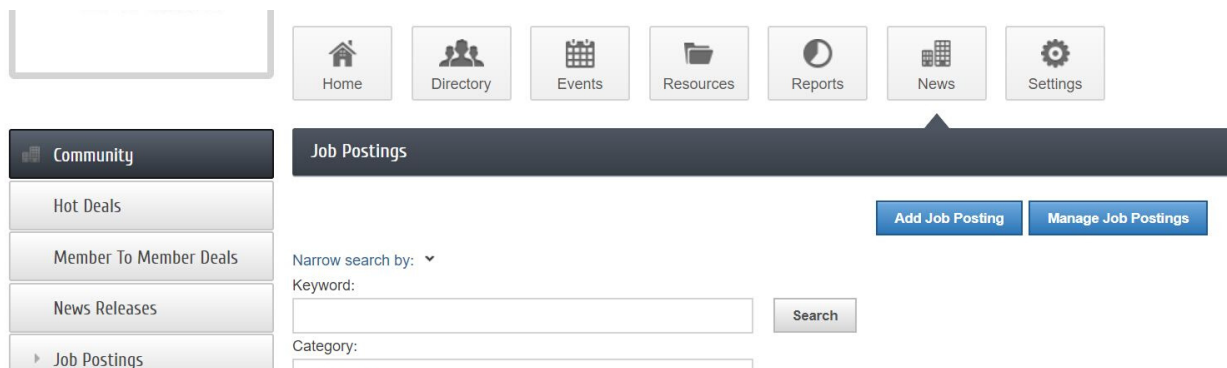 Home Directory Events Resources Reports News Settings
Community
Hot Deals
Member To Member Deals
News Releases
Job Postings
Job Postings
Add Job Posting Manage Job Postings
Narrow search by:
Keyword:
Search
Category: